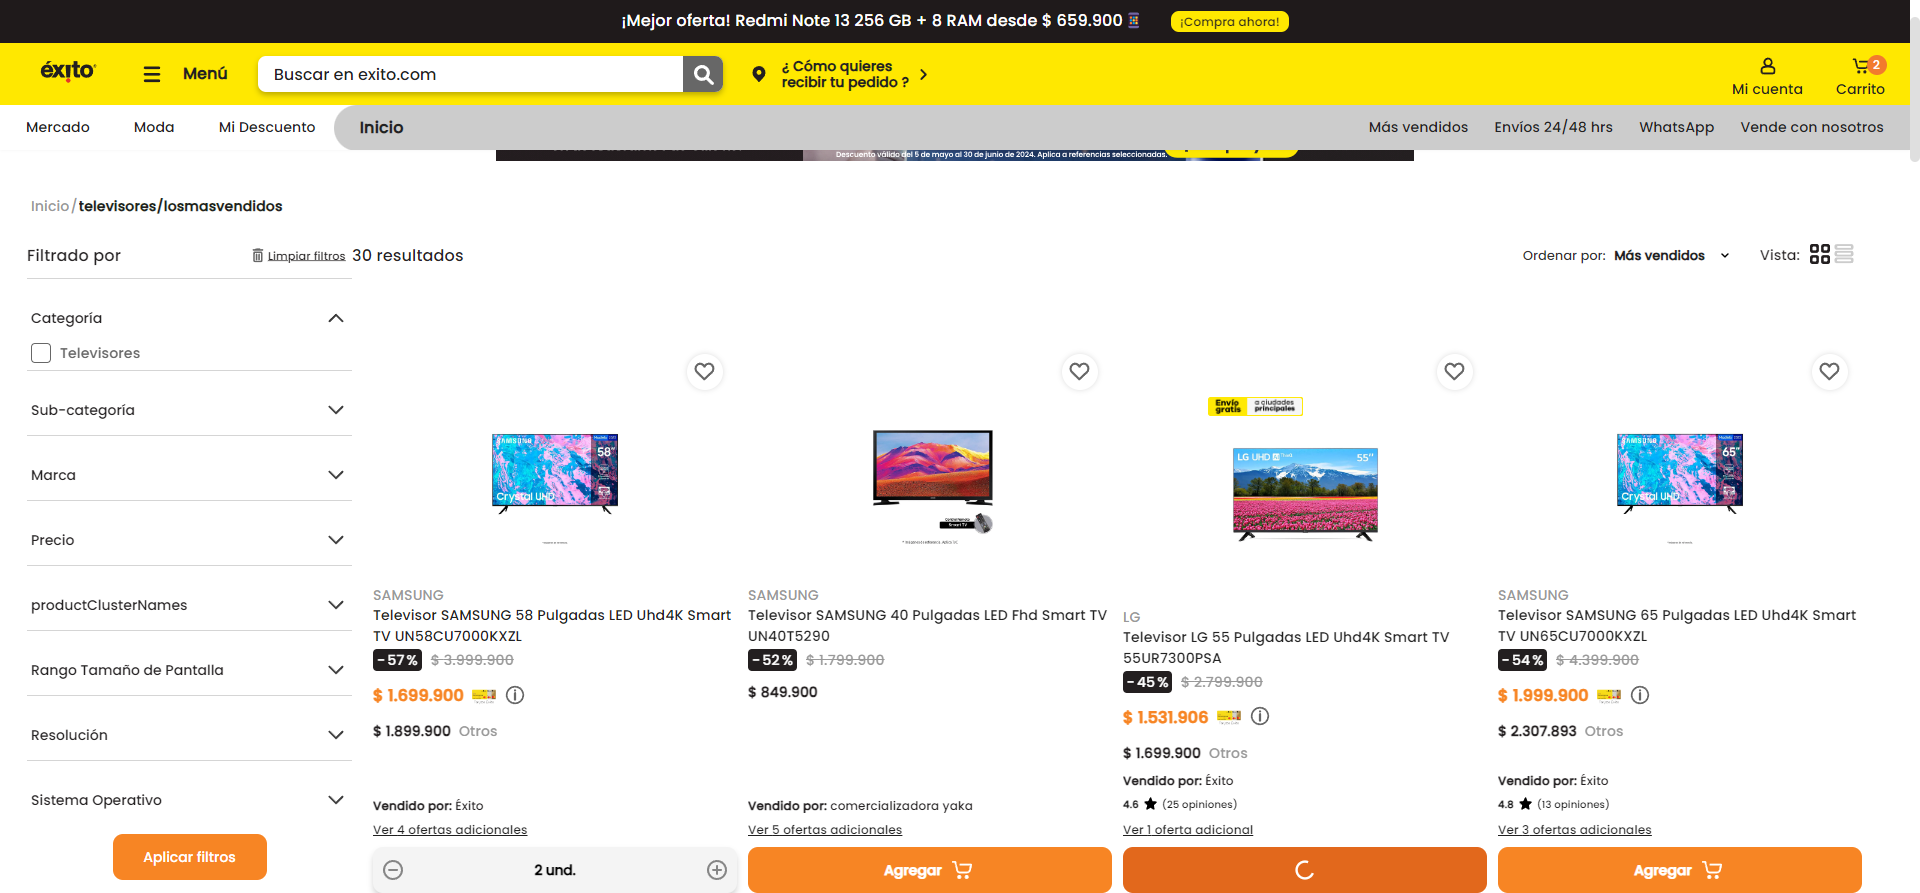 ¡Mejor oferta! Redmi Note 13 256 GB + 8 RAM desde $ 659.900
¡Compra ahora!
éxito
Menú
Buscar en exito.com
¿ Cómo quieres
recibir tu pedido ?
Mi cuenta
2
Carrito
Mercado
Moda
Mi Descuento
Inicio
Más vendidos
Envíos 24/48 hrs
WhatsApp
Vende con nosotros
Descuento válido del 5 de mayo al 30 de junio de 2024. Aplica a referencias seleccionadas.
Inicio/televisores/losmasvendidos
Filtrado por
Limpiar filtros
30 resultados
Ordenar por: Más vendidos
Vista:
Categoría
Televisores
Sub-categoría
Marca
Precio
productClusterNames
Rango Tamaño de Pantalla
Resolución
Sistema Operativo
Aplicar filtros
SAMSUNG
58"
Crystal UHD
SAMSUNG
Televisor SAMSUNG 58 Pulgadas LED Uhd4K Smart
TV UN58CU7000KXZL
-57% $ 3.999.900
$ 1.699.900
$ 1.899.900 Otros
Vendido por: Éxito
Ver 4 ofertas adicionales
2 und.
Smart TV
SAMSUNG
Televisor SAMSUNG 40 Pulgadas LED Fhd Smart TV
UN40T5290
-52% $ 1.799.900
$ 849.900
Vendido por: comercializadora yaka
Ver 5 ofertas adicionales
Agregar
Envío
gratis
a ciudades
principales
LG UHD AI ThinQ
55"
LG
Televisor LG 55 Pulgadas LED Uhd4K Smart TV
55UR7300PSA
-45% $ 2.799.900
$ 1.531.906
$ 1.699.900 Otros
Vendido por: Éxito
4.6 ★ (25 opiniones)
Ver 1 oferta adicional
SAMSUNG
65"
Crystal UHD
SAMSUNG
Televisor SAMSUNG 65 Pulgadas LED Uhd4K Smart
TV UN65CU7000KXZL
-54% $ 4.399.900
$ 1.999.900
$ 2.307.893 Otros
Vendido por: Éxito
4.8 ★ (13 opiniones)
Ver 3 ofertas adicionales
Agregar